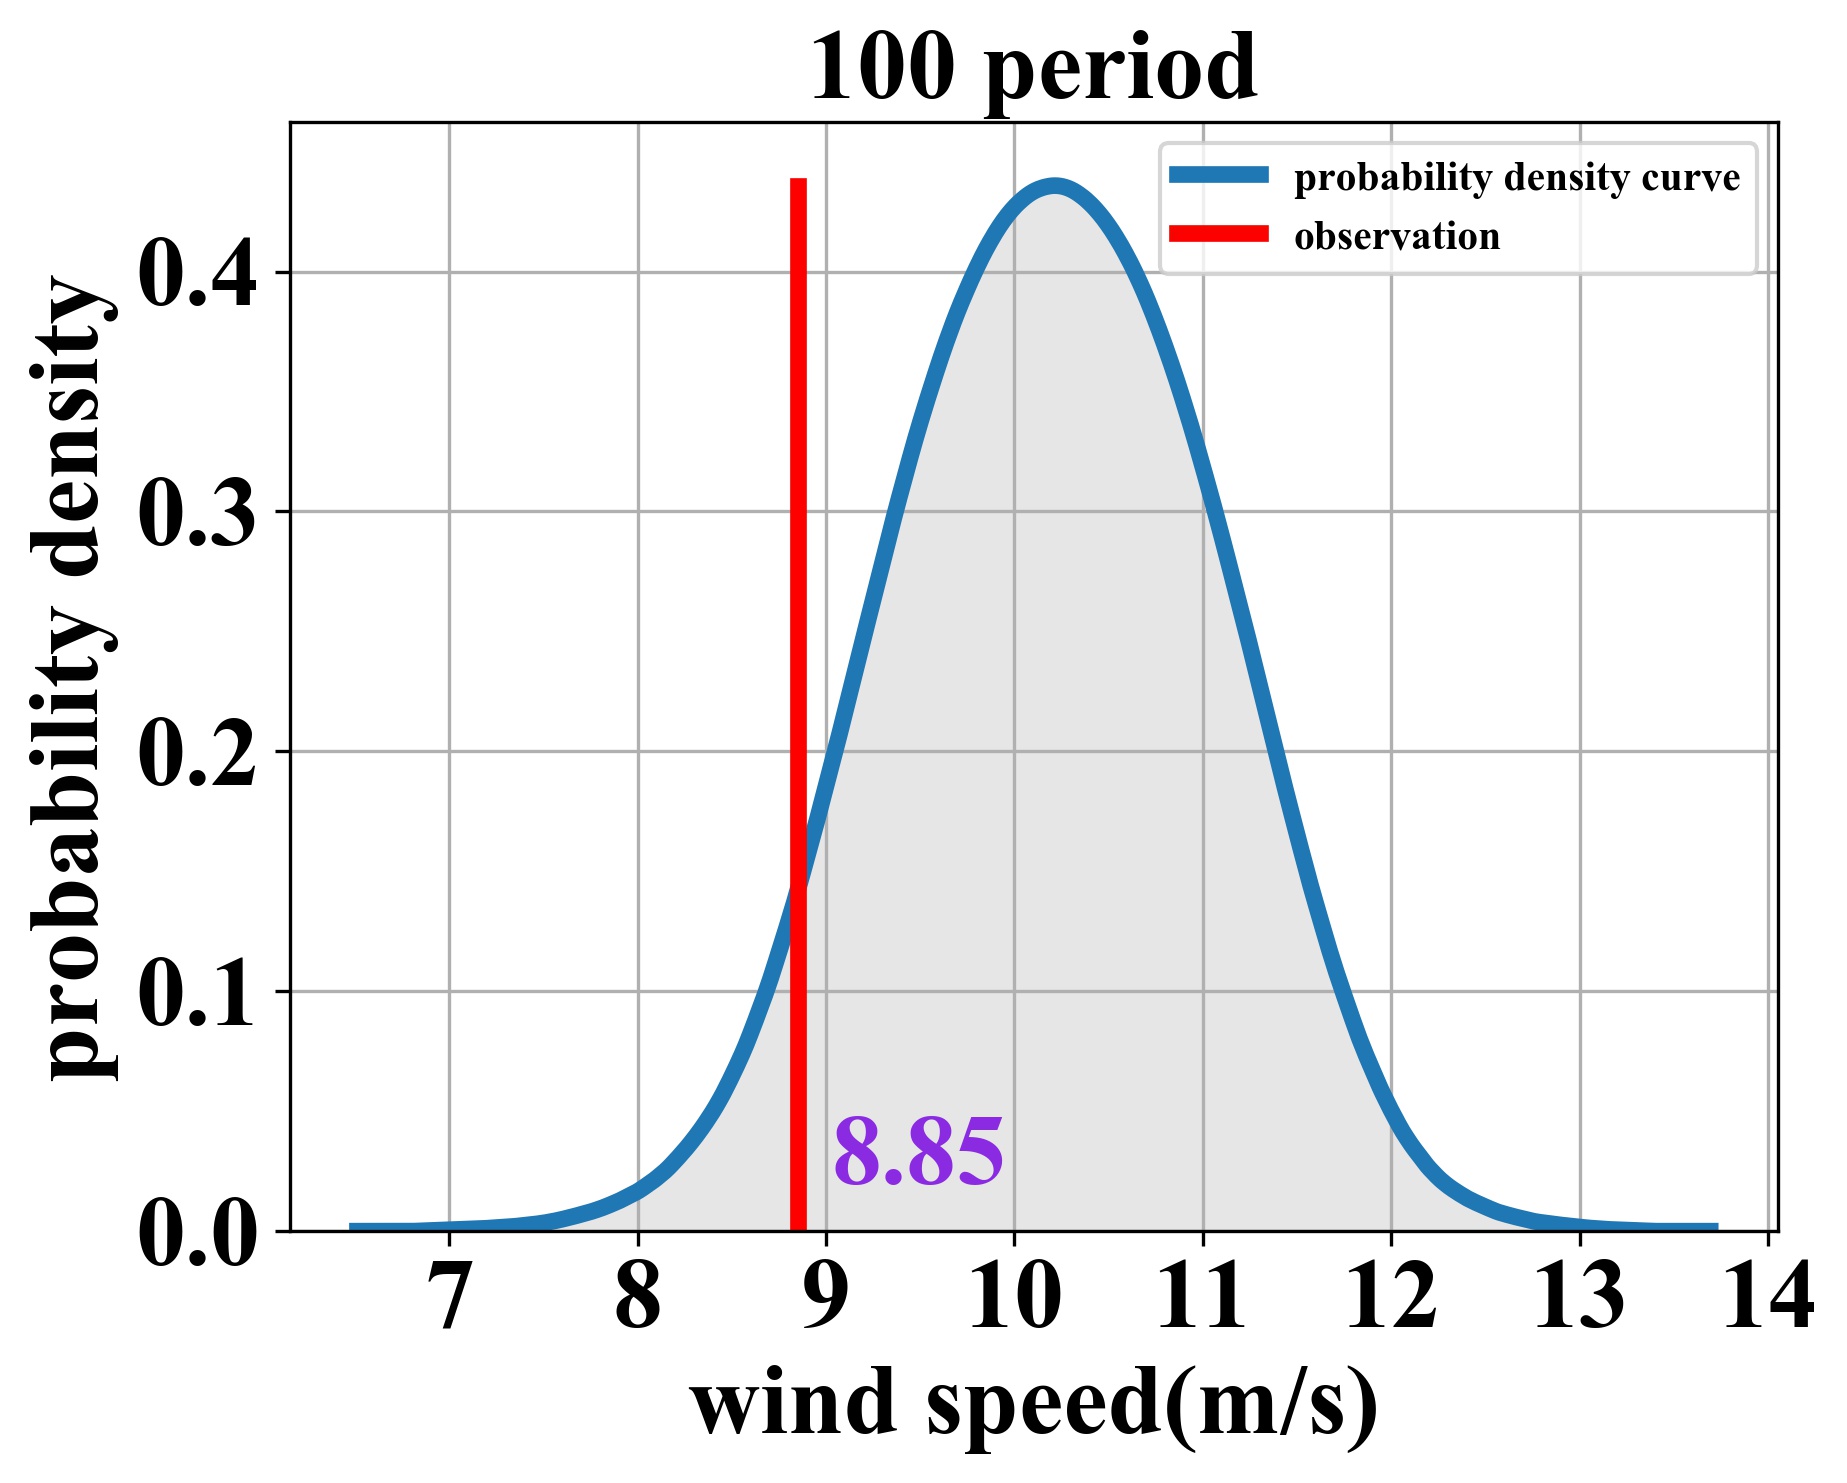 100 period
probability density curve
observation
probability density
0.4
0.3
0.2
0.1
0.0
8.85
7 8 9 10 11 12 13 14
wind speed(m/s)